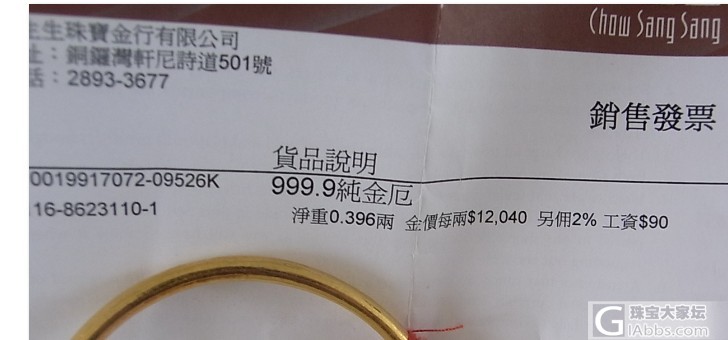 Chow Sang Sang
生生珠寶金行有限公司
址：銅鑼灣軒尼詩道501號
話：2893-3677
銷售發票
貨品說明
0019917072-09526K
999.9純金厄
116-8623110-1
淨重0.396兩 金價每兩$12,040 另佣2% 工資$90
珠宝大家坛
GIAbbs.com